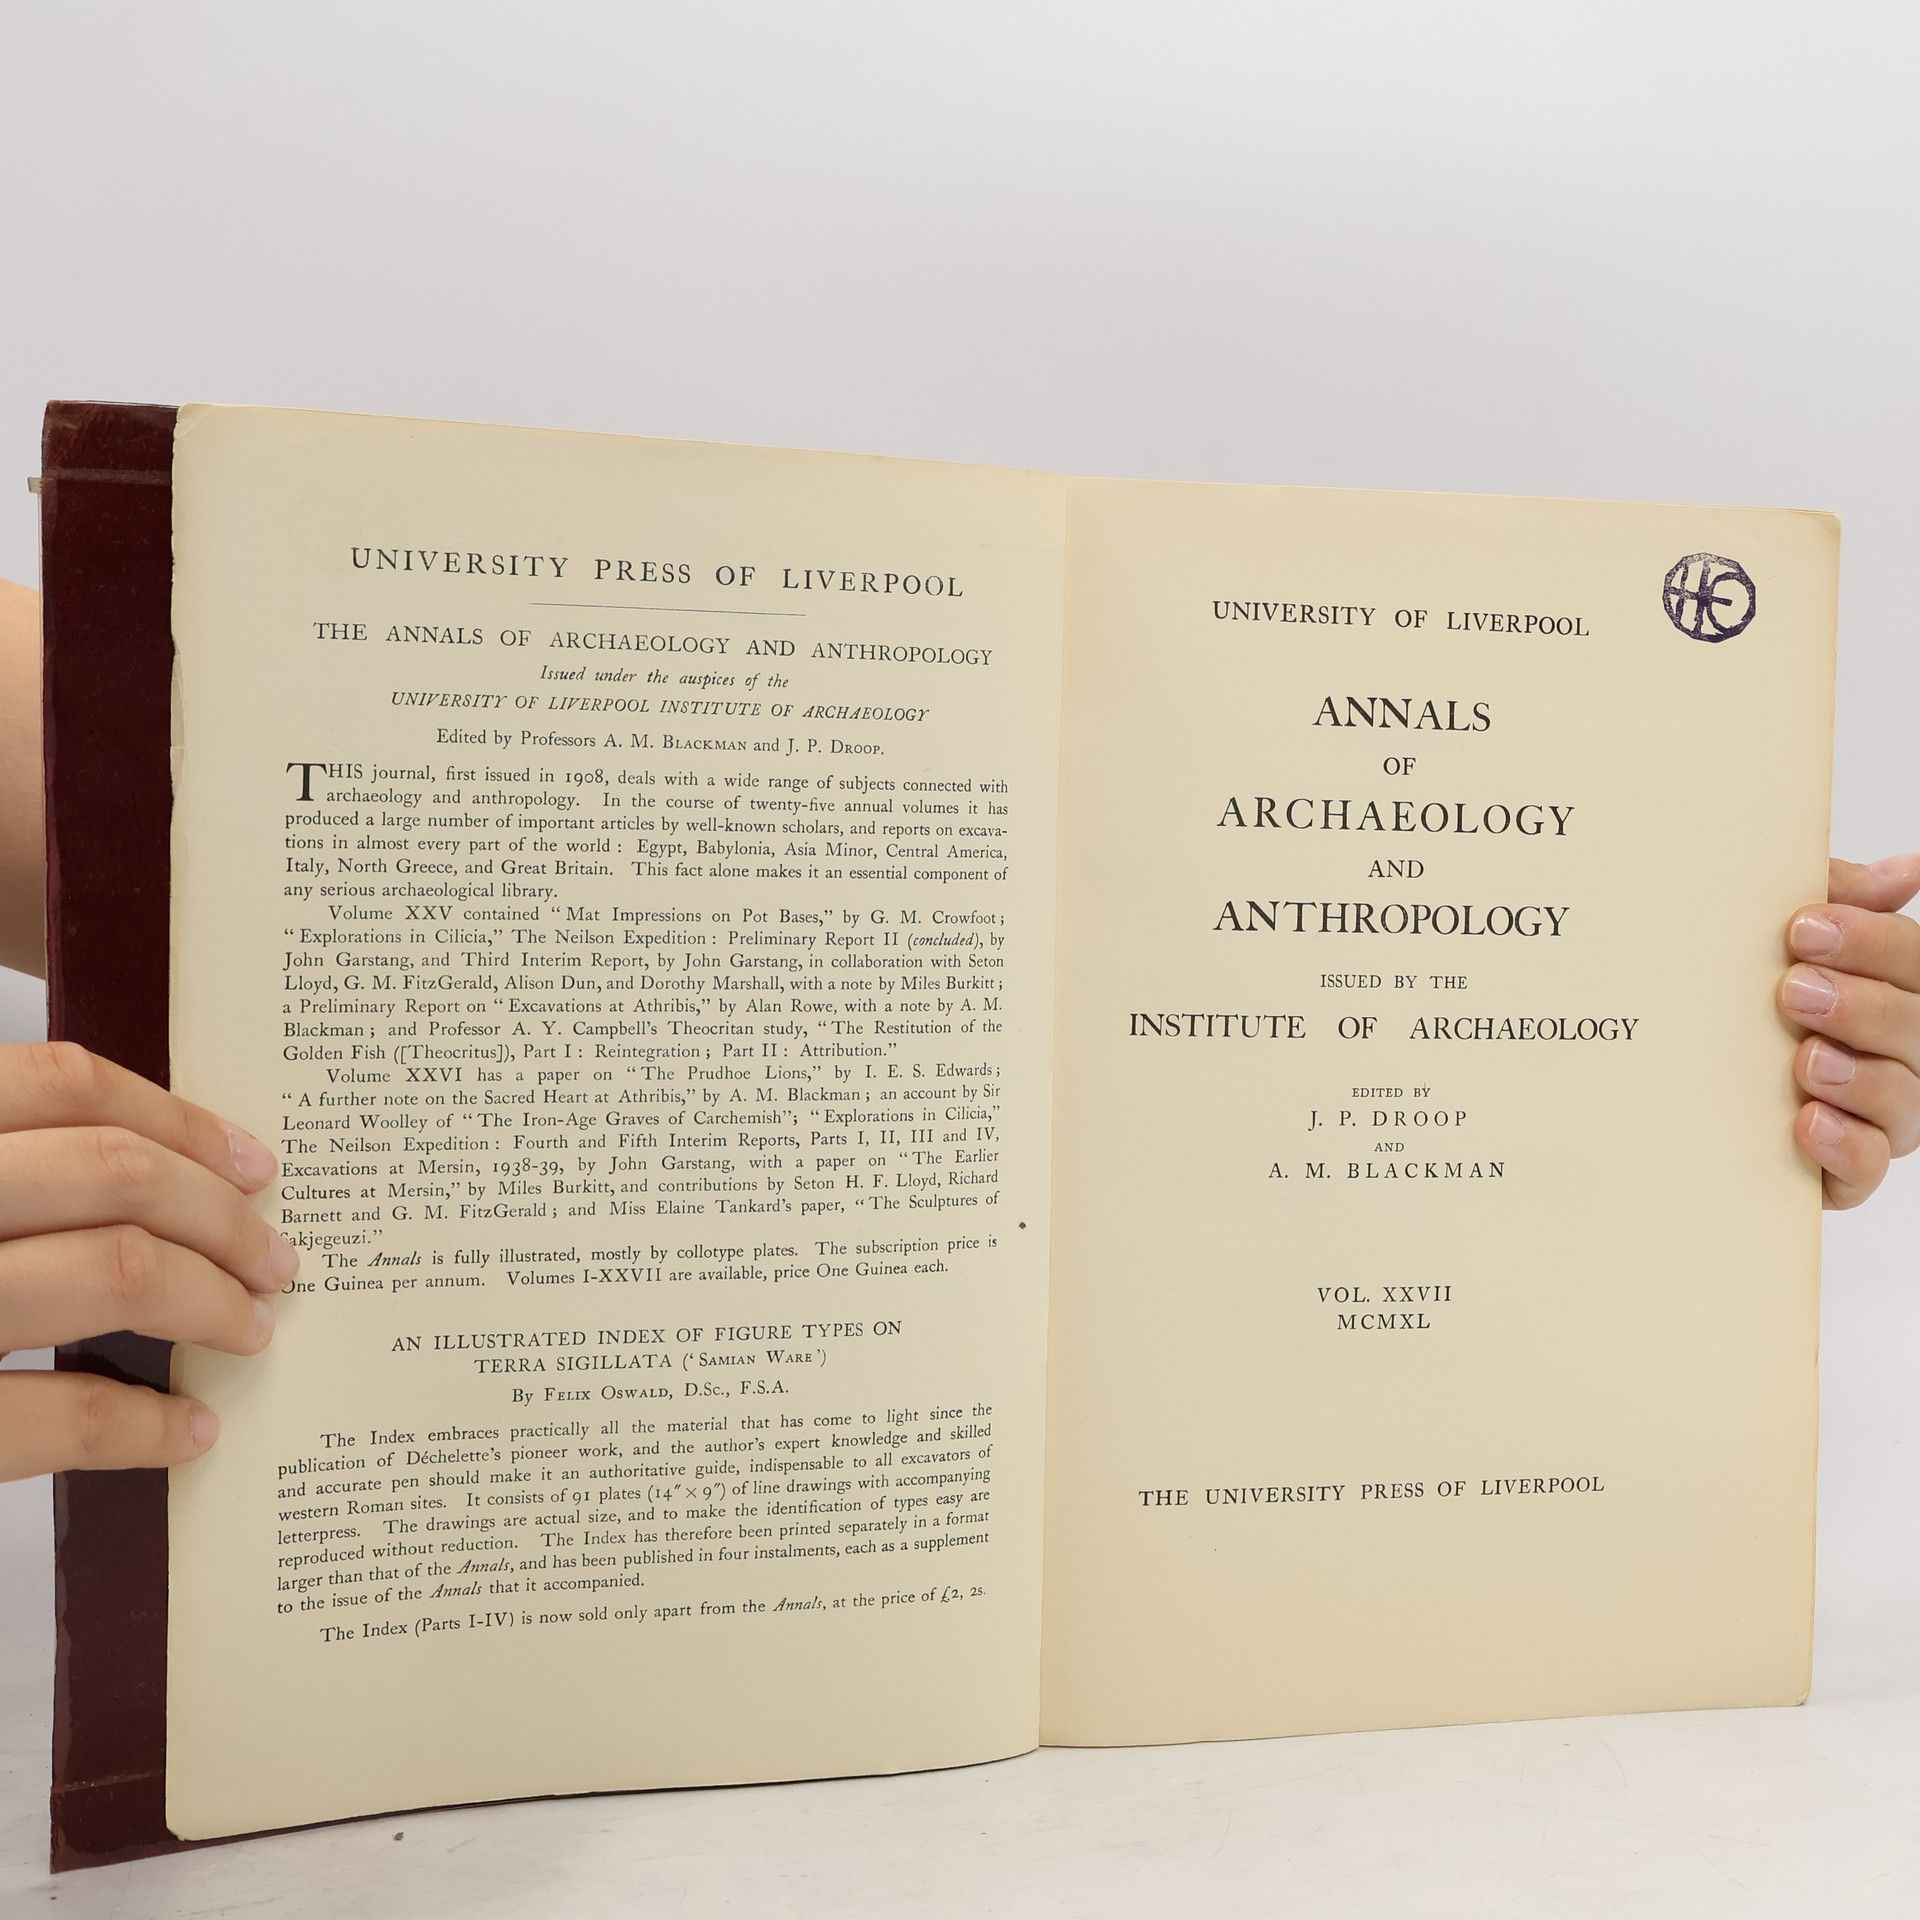 UNIVERSITY PRESS OF LIVERPOOL
THE ANNALS OF ARCHAEOLOGY AND ANTHROPOLOGY
Issued under the auspices of the
UNIVERSITY OF LIVERPOOL INSTITUTE OF ARCHAEOLOGY
Edited by Professors A. M. BLACKMAN and J. P. DROOP.
THIS journal, first issued in 1908, deals with a wide range of subjects connected with
archaeology and anthropology. In the course of twenty-five annual volumes it has
produced a large number of important articles by well-known scholars, and reports on excava-
tions in almost every part of the world : Egypt, Babylonia, Asia Minor, Central America,
Italy, North Greece, and Great Britain. This fact alone makes it an essential component of
any serious archaeological library.
Volume XXV contained “ Mat Impressions on Pot Bases,” by G. M. Crowfoot ;
“ Explorations in Cilicia,” The Neilson Expedition : Preliminary Report II (concluded), by
John Garstang, and Third Interim Report, by John Garstang, in collaboration with Seton
Lloyd, G. M. FitzGerald, Alison Dun, and Dorothy Marshall, with a note by Miles Burkitt ;
a Preliminary Report on “ Excavations at Athribis,” by Alan Rowe, with a note by A. M.
Blackman ; and Professor A. Y. Campbell’s Theocritan study, “ The Restitution of the
Golden Fish ([Theocritus]), Part I : Reintegration ; Part II : Attribution.”
Volume XXVI has a paper on “ The Prudhoe Lions,” by I. E. S. Edwards ;
“ A further note on the Sacred Heart at Athribis,” by A. M. Blackman ; an account by Sir
Leonard Woolley of “ The Iron-Age Graves of Carchemish”; “ Explorations in Cilicia,”
The Neilson Expedition : Fourth and Fifth Interim Reports, Parts I, II, III and IV,
Excavations at Mersin, 1938-39, by John Garstang, with a paper on “ The Earlier
Cultures at Mersin,” by Miles Burkitt, and contributions by Seton H. F. Lloyd, Richard
Barnett and G. M. FitzGerald ; and Miss Elaine Tankard’s paper, “ The Sculptures of
Sakjegeuzi.”
The Annals is fully illustrated, mostly by collotype plates. The subscription price is
One Guinea per annum. Volumes I-XXVII are available, price One Guinea each.
AN ILLUSTRATED INDEX OF FIGURE TYPES ON
TERRA SIGILLATA (‘ SAMIAN WARE ’)
By FELIX OSWALD, D.Sc., F.S.A.
The Index embraces practically all the material that has come to light since the
publication of Déchelette’s pioneer work, and the author’s expert knowledge and skilled
and accurate pen should make it an authoritative guide, indispensable to all excavators of
western Roman sites. It consists of 91 plates (14″ × 9″) of line drawings with accompanying
letterpress. The drawings are actual size, and to make the identification of types easy are
reproduced without reduction. The Index has therefore been printed separately in a format
larger than that of the Annals, and has been published in four instalments, each as a supplement
to the issue of the Annals that it accompanied.
The Index (Parts I-IV) is now sold only apart from the Annals, at the price of £2, 2s.
UNIVERSITY OF LIVERPOOL
ANNALS
OF
ARCHAEOLOGY
AND
ANTHROPOLOGY
ISSUED BY THE
INSTITUTE OF ARCHAEOLOGY
EDITED BY
J. P. DROOP
AND
A. M. BLACKMAN
VOL. XXVII
MCMXL
THE UNIVERSITY PRESS OF LIVERPOOL